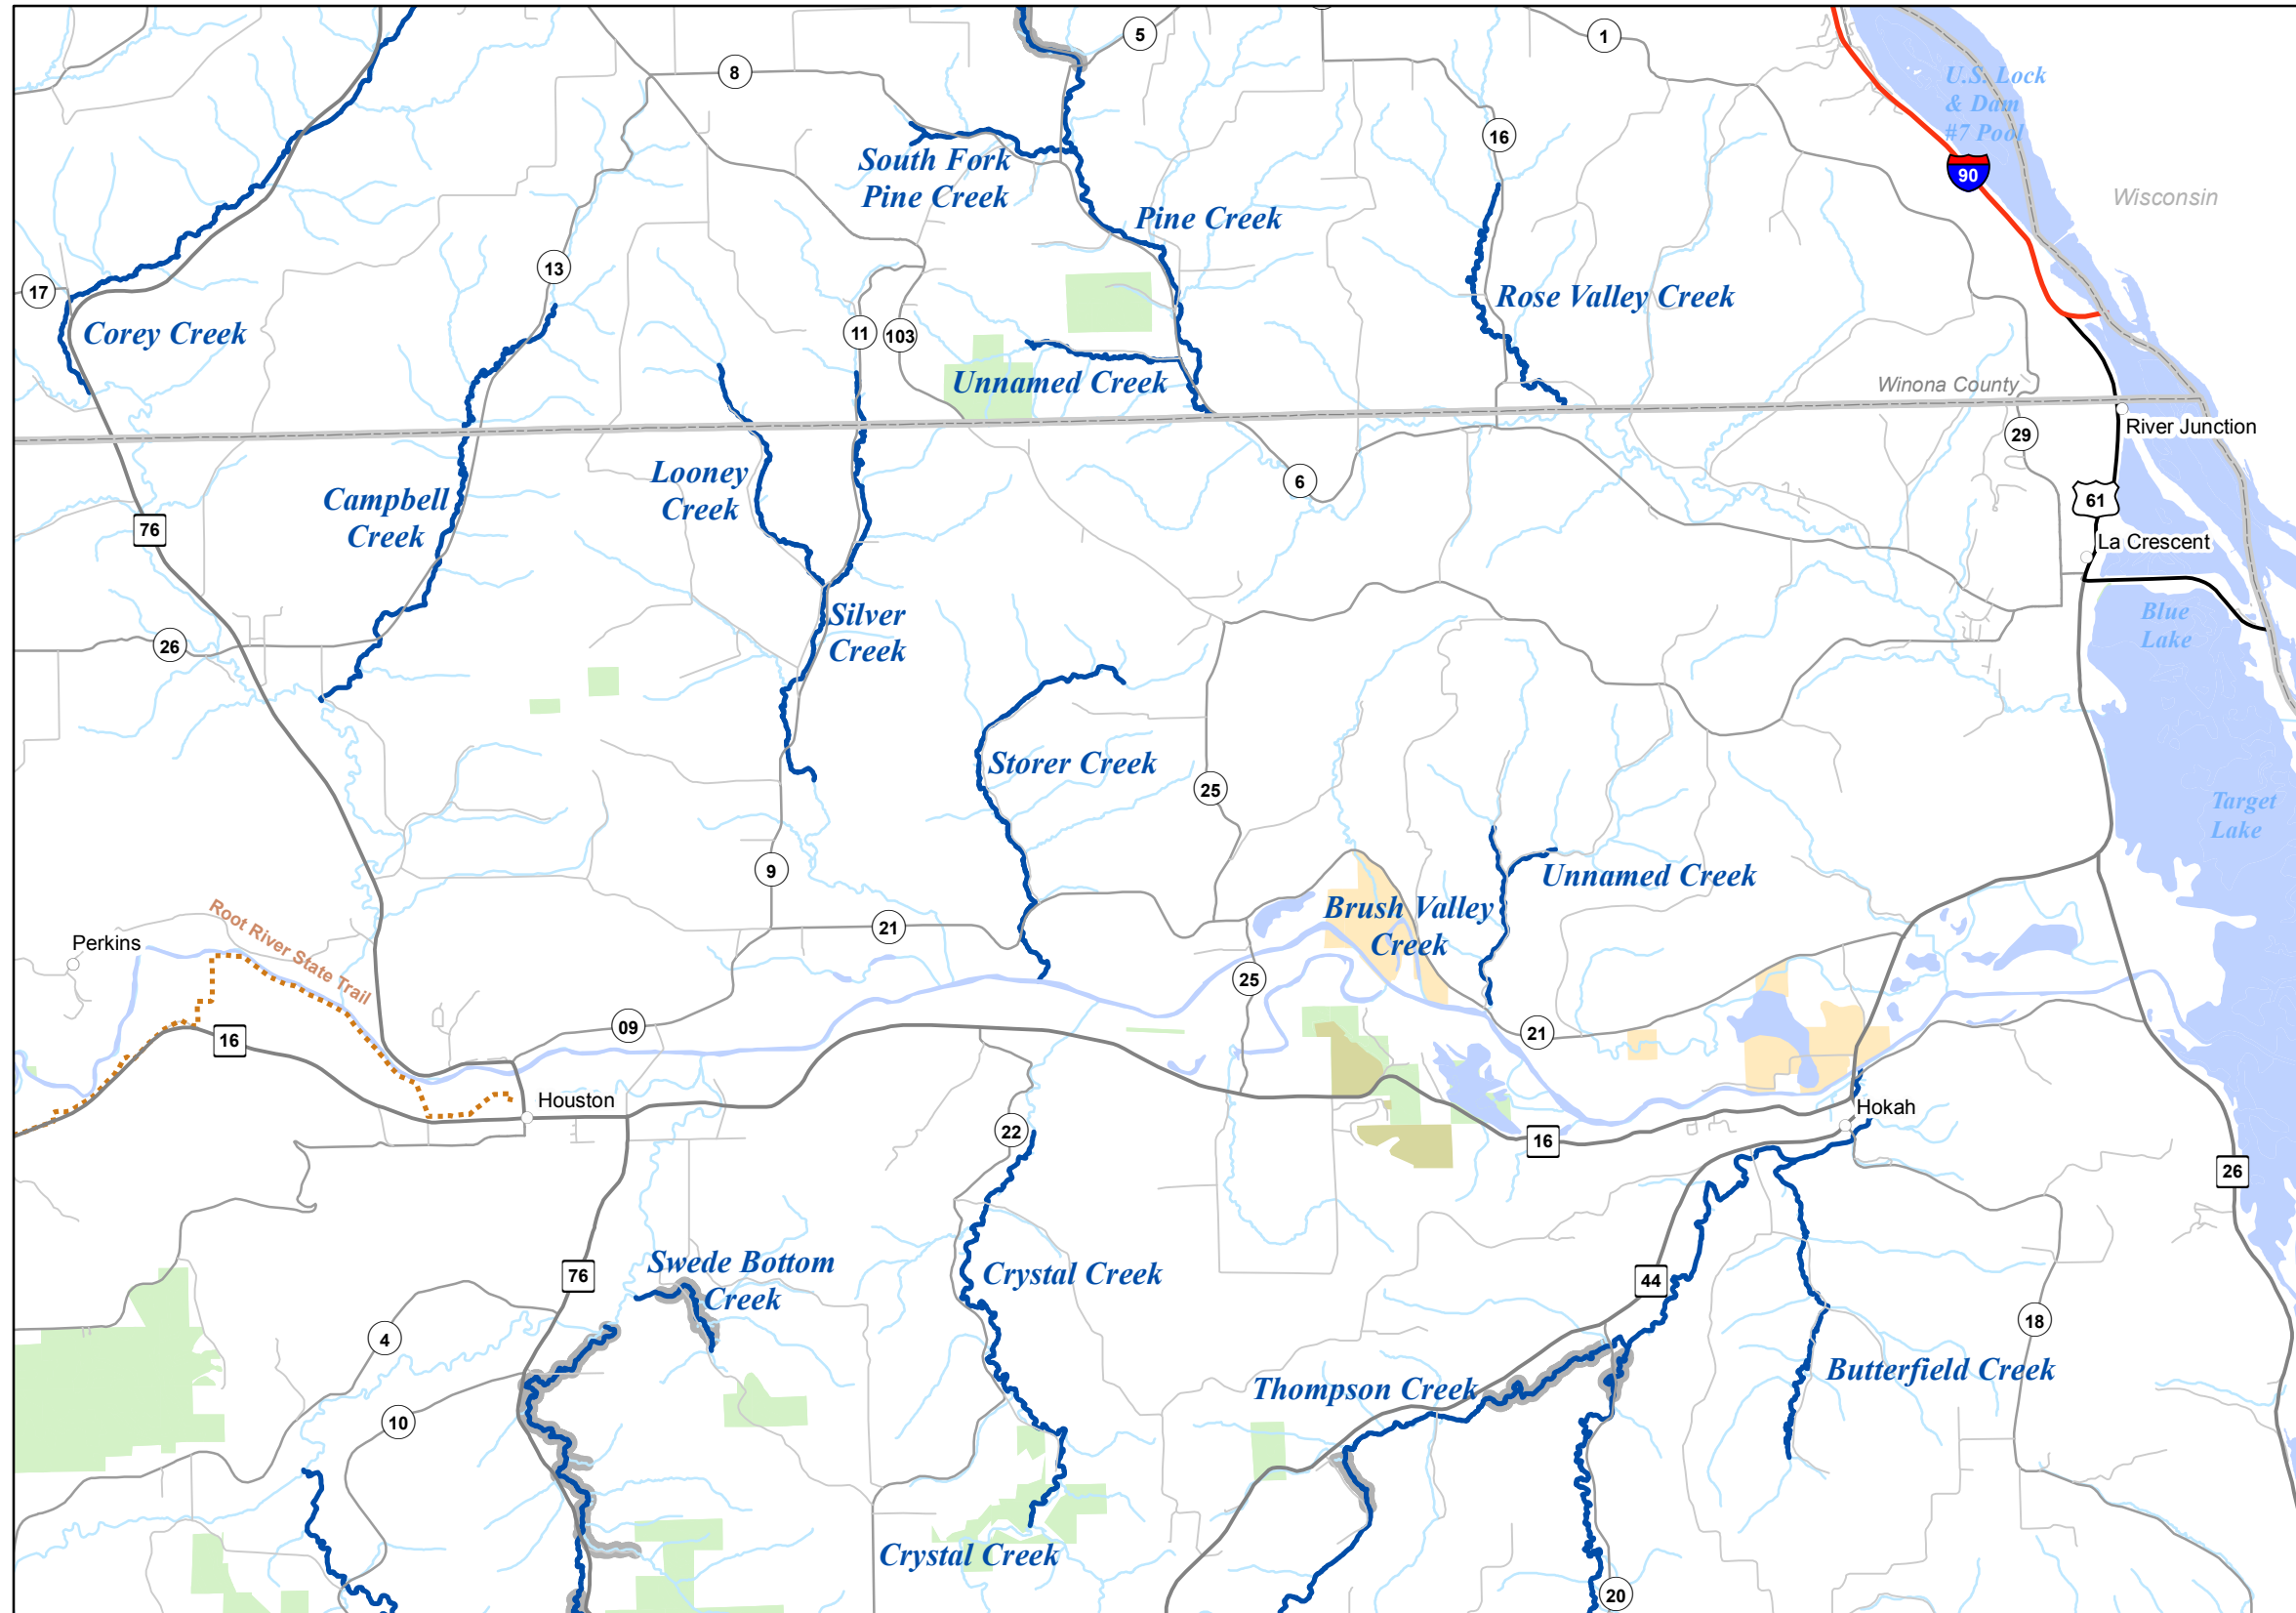 5
1
8
U.S. Lock
& Dam
#7 Pool
16
South Fork
Pine Creek
90
Wisconsin
Pine Creek
13
17
Rose Valley Creek
Corey Creek
11
103
Unnamed Creek
Winona County
River Junction
29
Looney
Creek
6
Campbell
Creek
61
76
La Crescent
Silver
Creek
Blue
Lake
26
Storer Creek
25
Target
Lake
9
Unnamed Creek
Brush Valley
Creek
21
Root River State Trail
Perkins
25
09
16
21
Houston
Hokah
22
16
26
Swede Bottom
Creek
76
Crystal Creek
44
4
18
Butterfield Creek
Thompson Creek
10
Crystal Creek
20